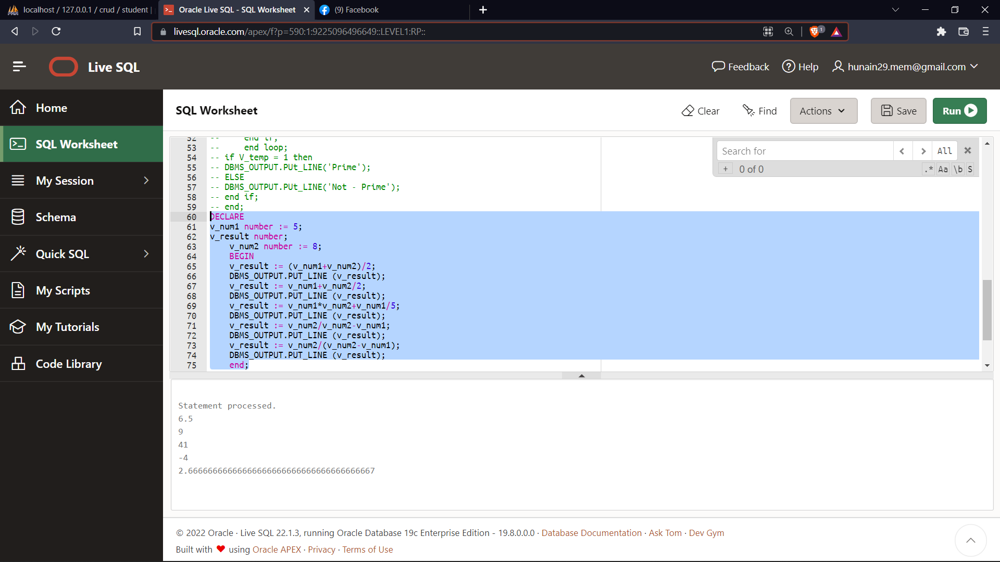 localhost / 127.0.0.1 / crud / student |
Oracle Live SQL - SQL Worksheet
(9) Facebook
livesql.oracle.com/apex/f?p=590:1:9225096496649::LEVEL1:RP::
1
Live SQL
Feedback
Help
hunain29.mem@gmail.com
Home
SQL Worksheet
My Session
Schema
Quick SQL
My Scripts
My Tutorials
Code Library
SQL Worksheet
Clear
Find
Actions
Save
Run
Search for
All
+ 0 of 0
.* Aa \b S
52 -- end if;
53 -- end loop;
54 -- if V_temp = 1 then
55 -- DBMS_OUTPUT.PUt_LINE('Prime');
56 -- ELSE
57 -- DBMS_OUTPUT.PUt_LINE('Not - Prime');
58 -- end if;
59 -- end;
60 DECLARE
61 v_num1 number := 5;
62 v_result number;
63 v_num2 number := 8;
64 BEGIN
65 v_result := (v_num1+v_num2)/2;
66 DBMS_OUTPUT.PUT_LINE (v_result);
67 v_result := v_num1+v_num2/2;
68 DBMS_OUTPUT.PUT_LINE (v_result);
69 v_result := v_num1*v_num2+v_num1/5;
70 DBMS_OUTPUT.PUT_LINE (v_result);
71 v_result := v_num2/v_num2-v_num1;
72 DBMS_OUTPUT.PUT_LINE (v_result);
73 v_result := v_num2/(v_num2-v_num1);
74 DBMS_OUTPUT.PUT_LINE (v_result);
75 end;
Statement processed.
6.5
9
41
-4
2.66666666666666666666666666666666666667
© 2022 Oracle · Live SQL 22.1.3, running Oracle Database 19c Enterprise Edition - 19.8.0.0.0 · Database Documentation · Ask Tom · Dev Gym
Built with ❤ using Oracle APEX · Privacy · Terms of Use